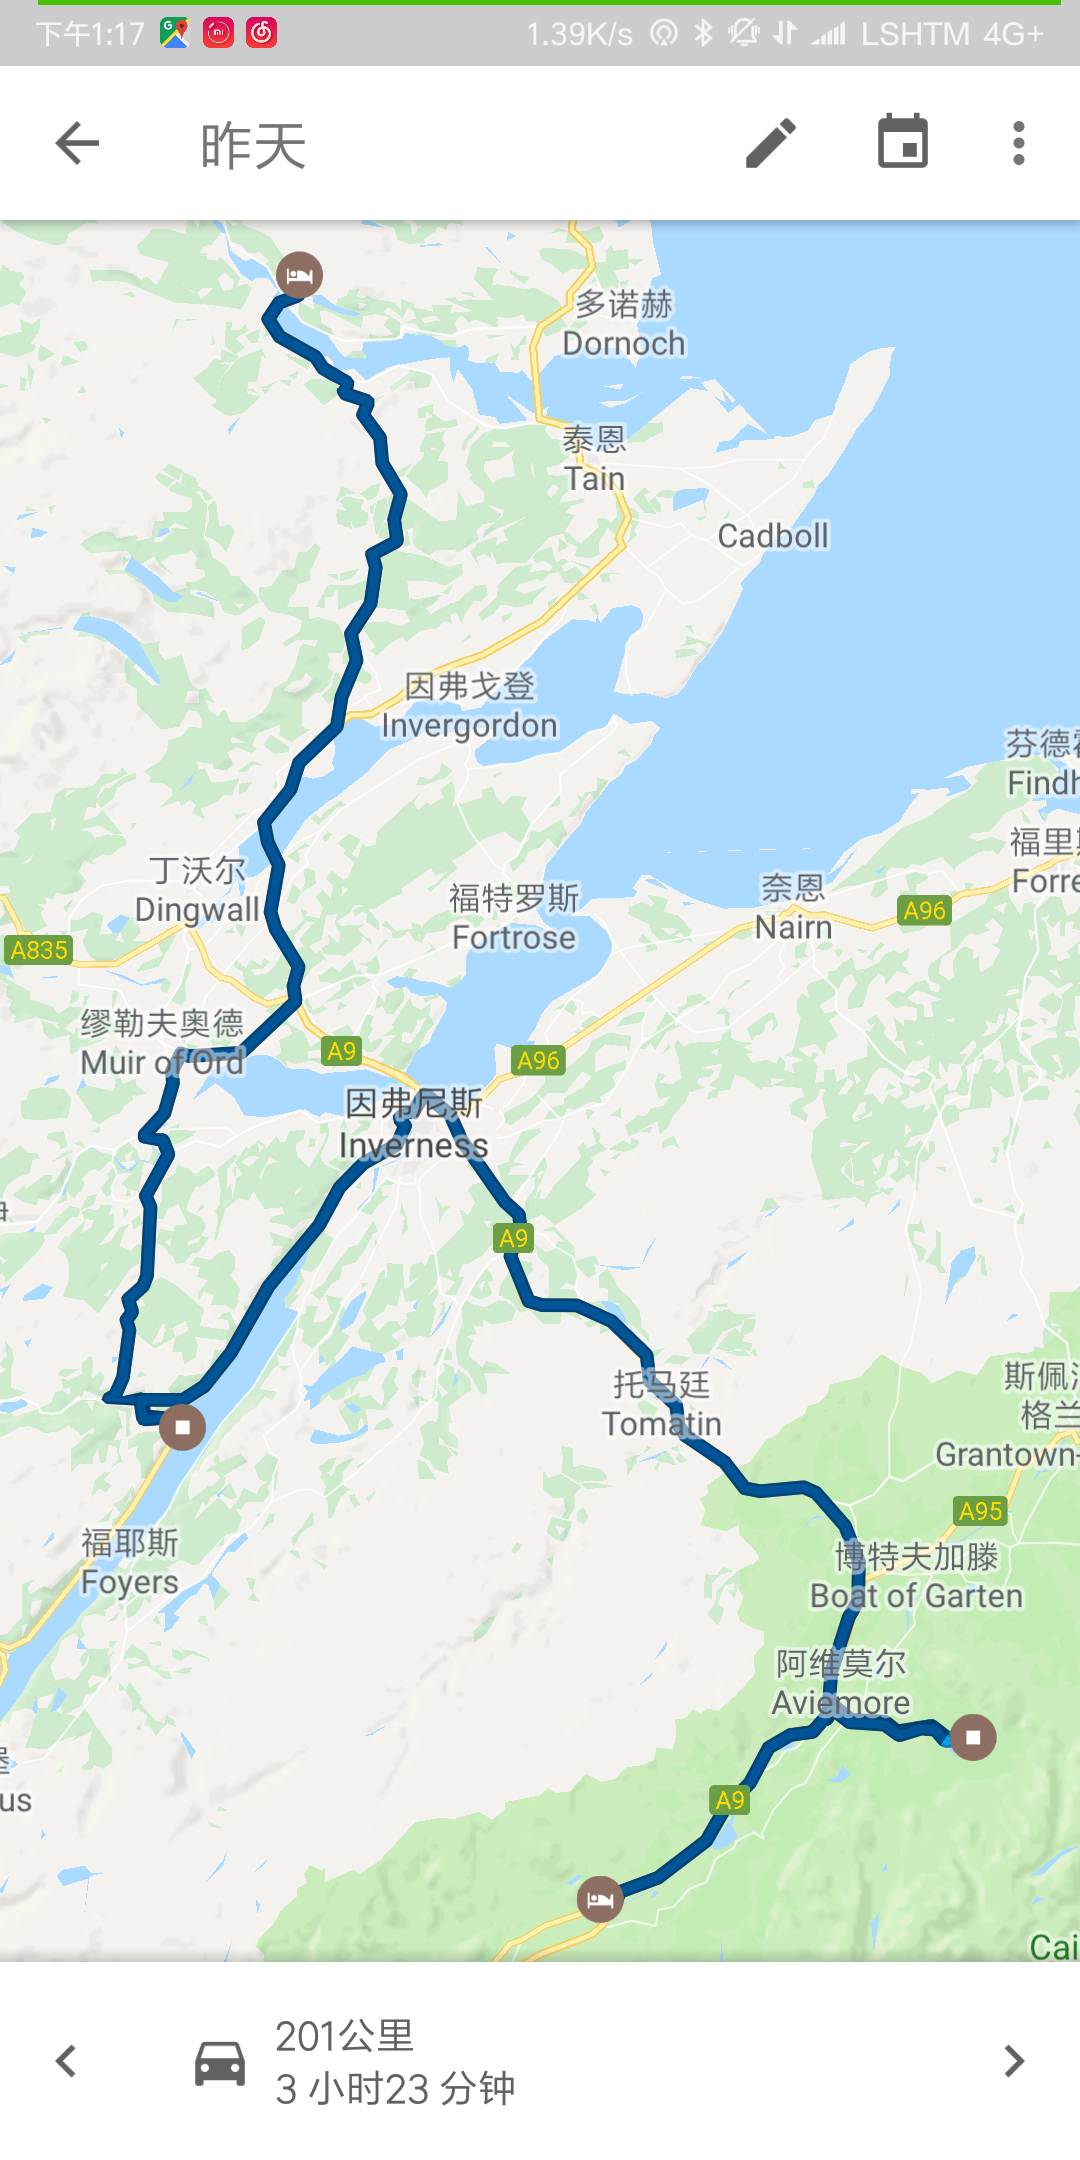 下午1:17
1.39K/s
LSHTM 4G+
昨天
多诺赫
Dornoch
泰恩
Tain
Cadboll
因弗戈登
Invergordon
芬德
Findh
福里
Forre
丁沃尔
Dingwall
福特罗斯
Fortrose
奈恩
Nairn
A96
A835
缪勒夫奥德
Muir of Ord
A9
A96
因弗尼斯
Inverness
A9
托马廷
Tomatin
斯佩
格兰
Grantown-
A95
福耶斯
Foyers
博特夫加滕
Boat of Garten
阿维莫尔
Aviemore
us
A9
Cai
201公里
3 小时23 分钟